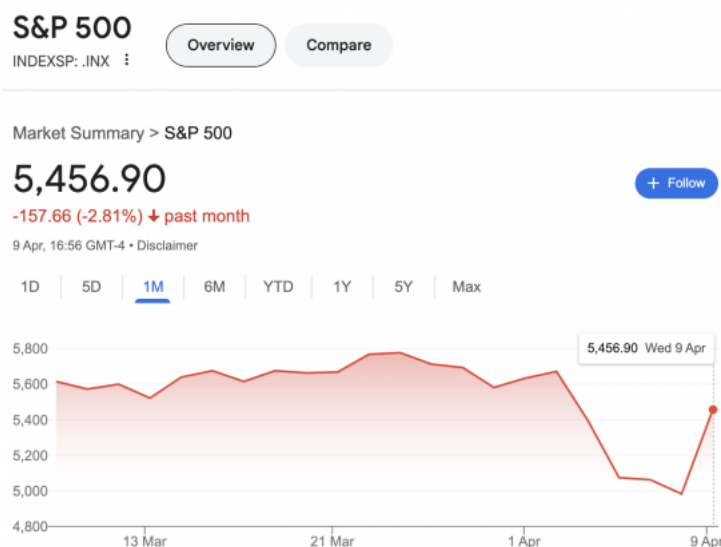 S&P 500
INDEXSP: .INX
Overview
Compare
Market Summary > S&P 500
5,456.90
+ Follow
-157.66 (-2.81%) ↓ past month
9 Apr, 16:56 GMT-4 • Disclaimer
1D 5D 1M 6M YTD 1Y 5Y Max
5,456.90 Wed 9 Apr
5,800
5,600
5,400
5,200
5,000
4,800
13 Mar 21 Mar 1 Apr 9 Apr